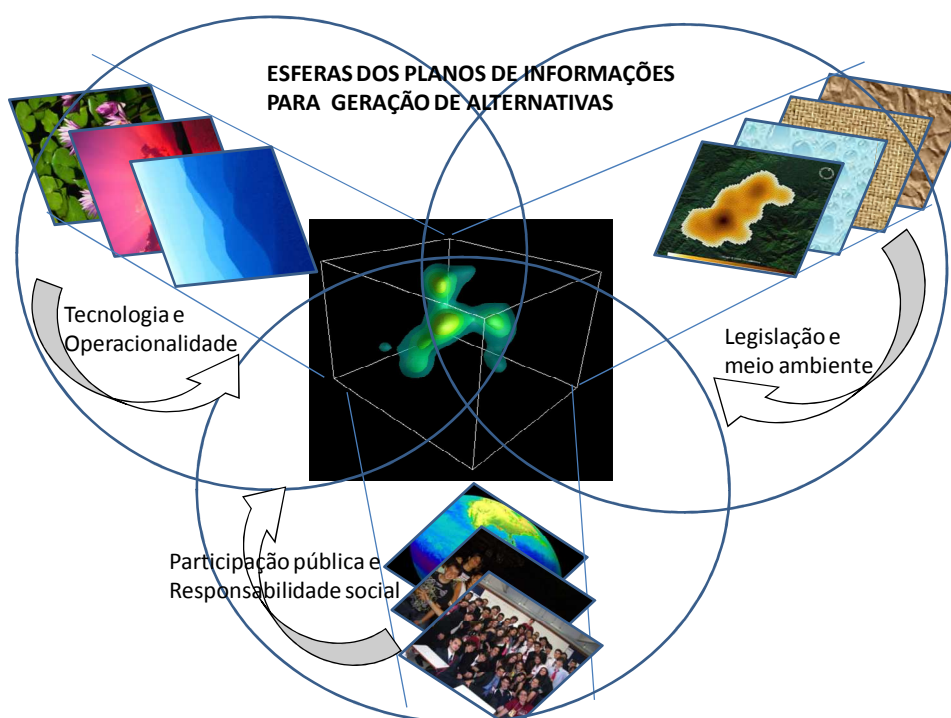 ESFERAS DOS PLANOS DE INFORMAÇÕES
PARA GERAÇÃO DE ALTERNATIVAS
Tecnologia e
Operacionalidade
Legislação e
meio ambiente
Participação pública e
Responsabilidade social